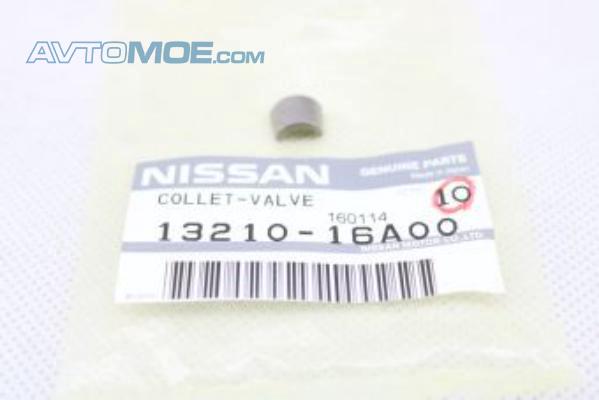 AVTOMOE.COM
NISSAN
GENUINE PARTS
COLLET-VALVE
10
160114
13210-16A00
NISSAN MOTOR CO.,LTD.